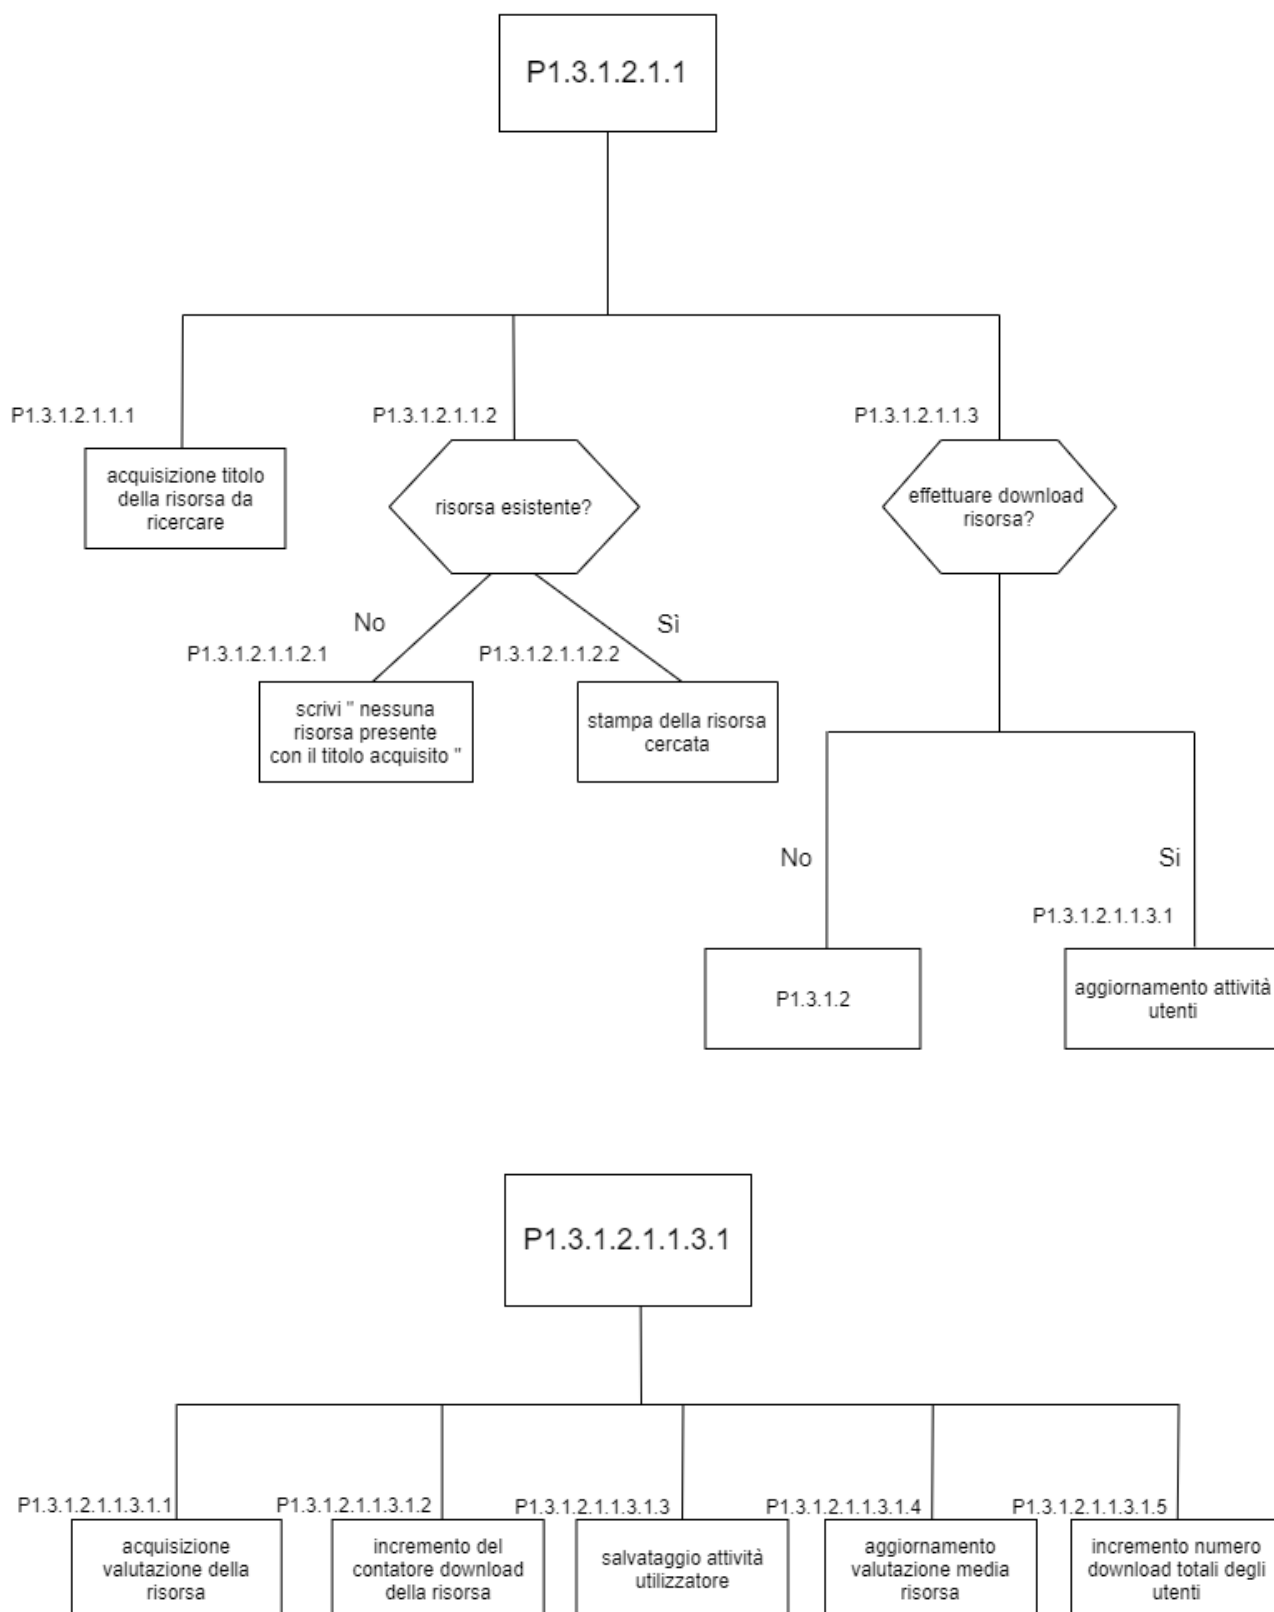 P1.3.1.2.1.1
P1.3.1.2.1.1.1
acquisizione titolo
della risorsa da
ricercare
P1.3.1.2.1.1.2
risorsa esistente?
P1.3.1.2.1.1.3
effettuare download
risorsa?
No
Sì
P1.3.1.2.1.1.2.1
scrivi " nessuna
risorsa presente
con il titolo acquisito "
P1.3.1.2.1.1.2.2
stampa della risorsa
cercata
No
Si
P1.3.1.2
P1.3.1.2.1.1.3.1
aggiornamento attività
utenti
P1.3.1.2.1.1.3.1
P1.3.1.2.1.1.3.1.1
acquisizione
valutazione della
risorsa
P1.3.1.2.1.1.3.1.2
incremento del
contatore download
della risorsa
P1.3.1.2.1.1.3.1.3
salvataggio attività
utilizzatore
P1.3.1.2.1.1.3.1.4
aggiornamento
valutazione media
risorsa
P1.3.1.2.1.1.3.1.5
incremento numero
download totali degli
utenti